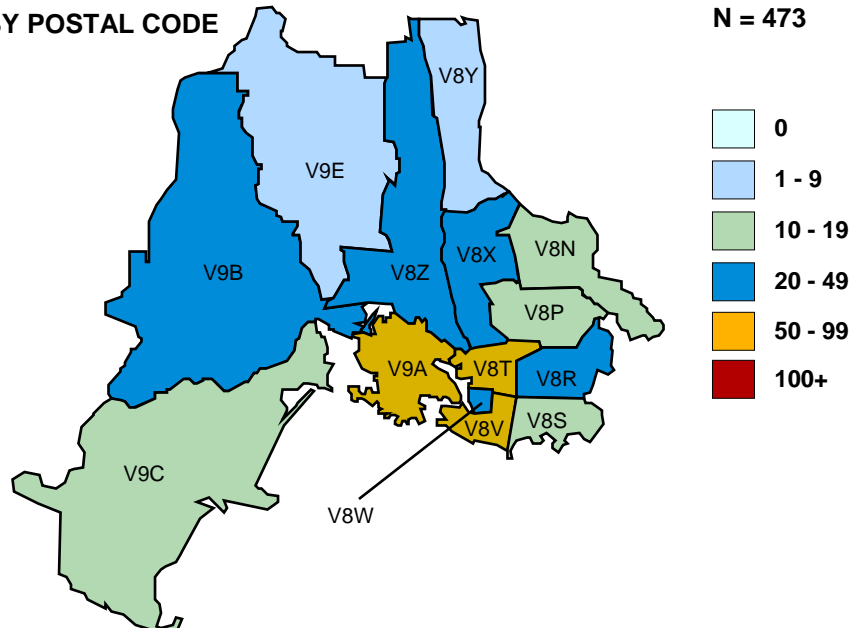 Y POSTAL CODE
N = 473
0
1 - 9
10 - 19
20 - 49
50 - 99
100+
V8Y
V9E
V8N
V8X
V9B
V8Z
V8P
V9A
V8T
V8R
V8S
V8V
V9C
V8W